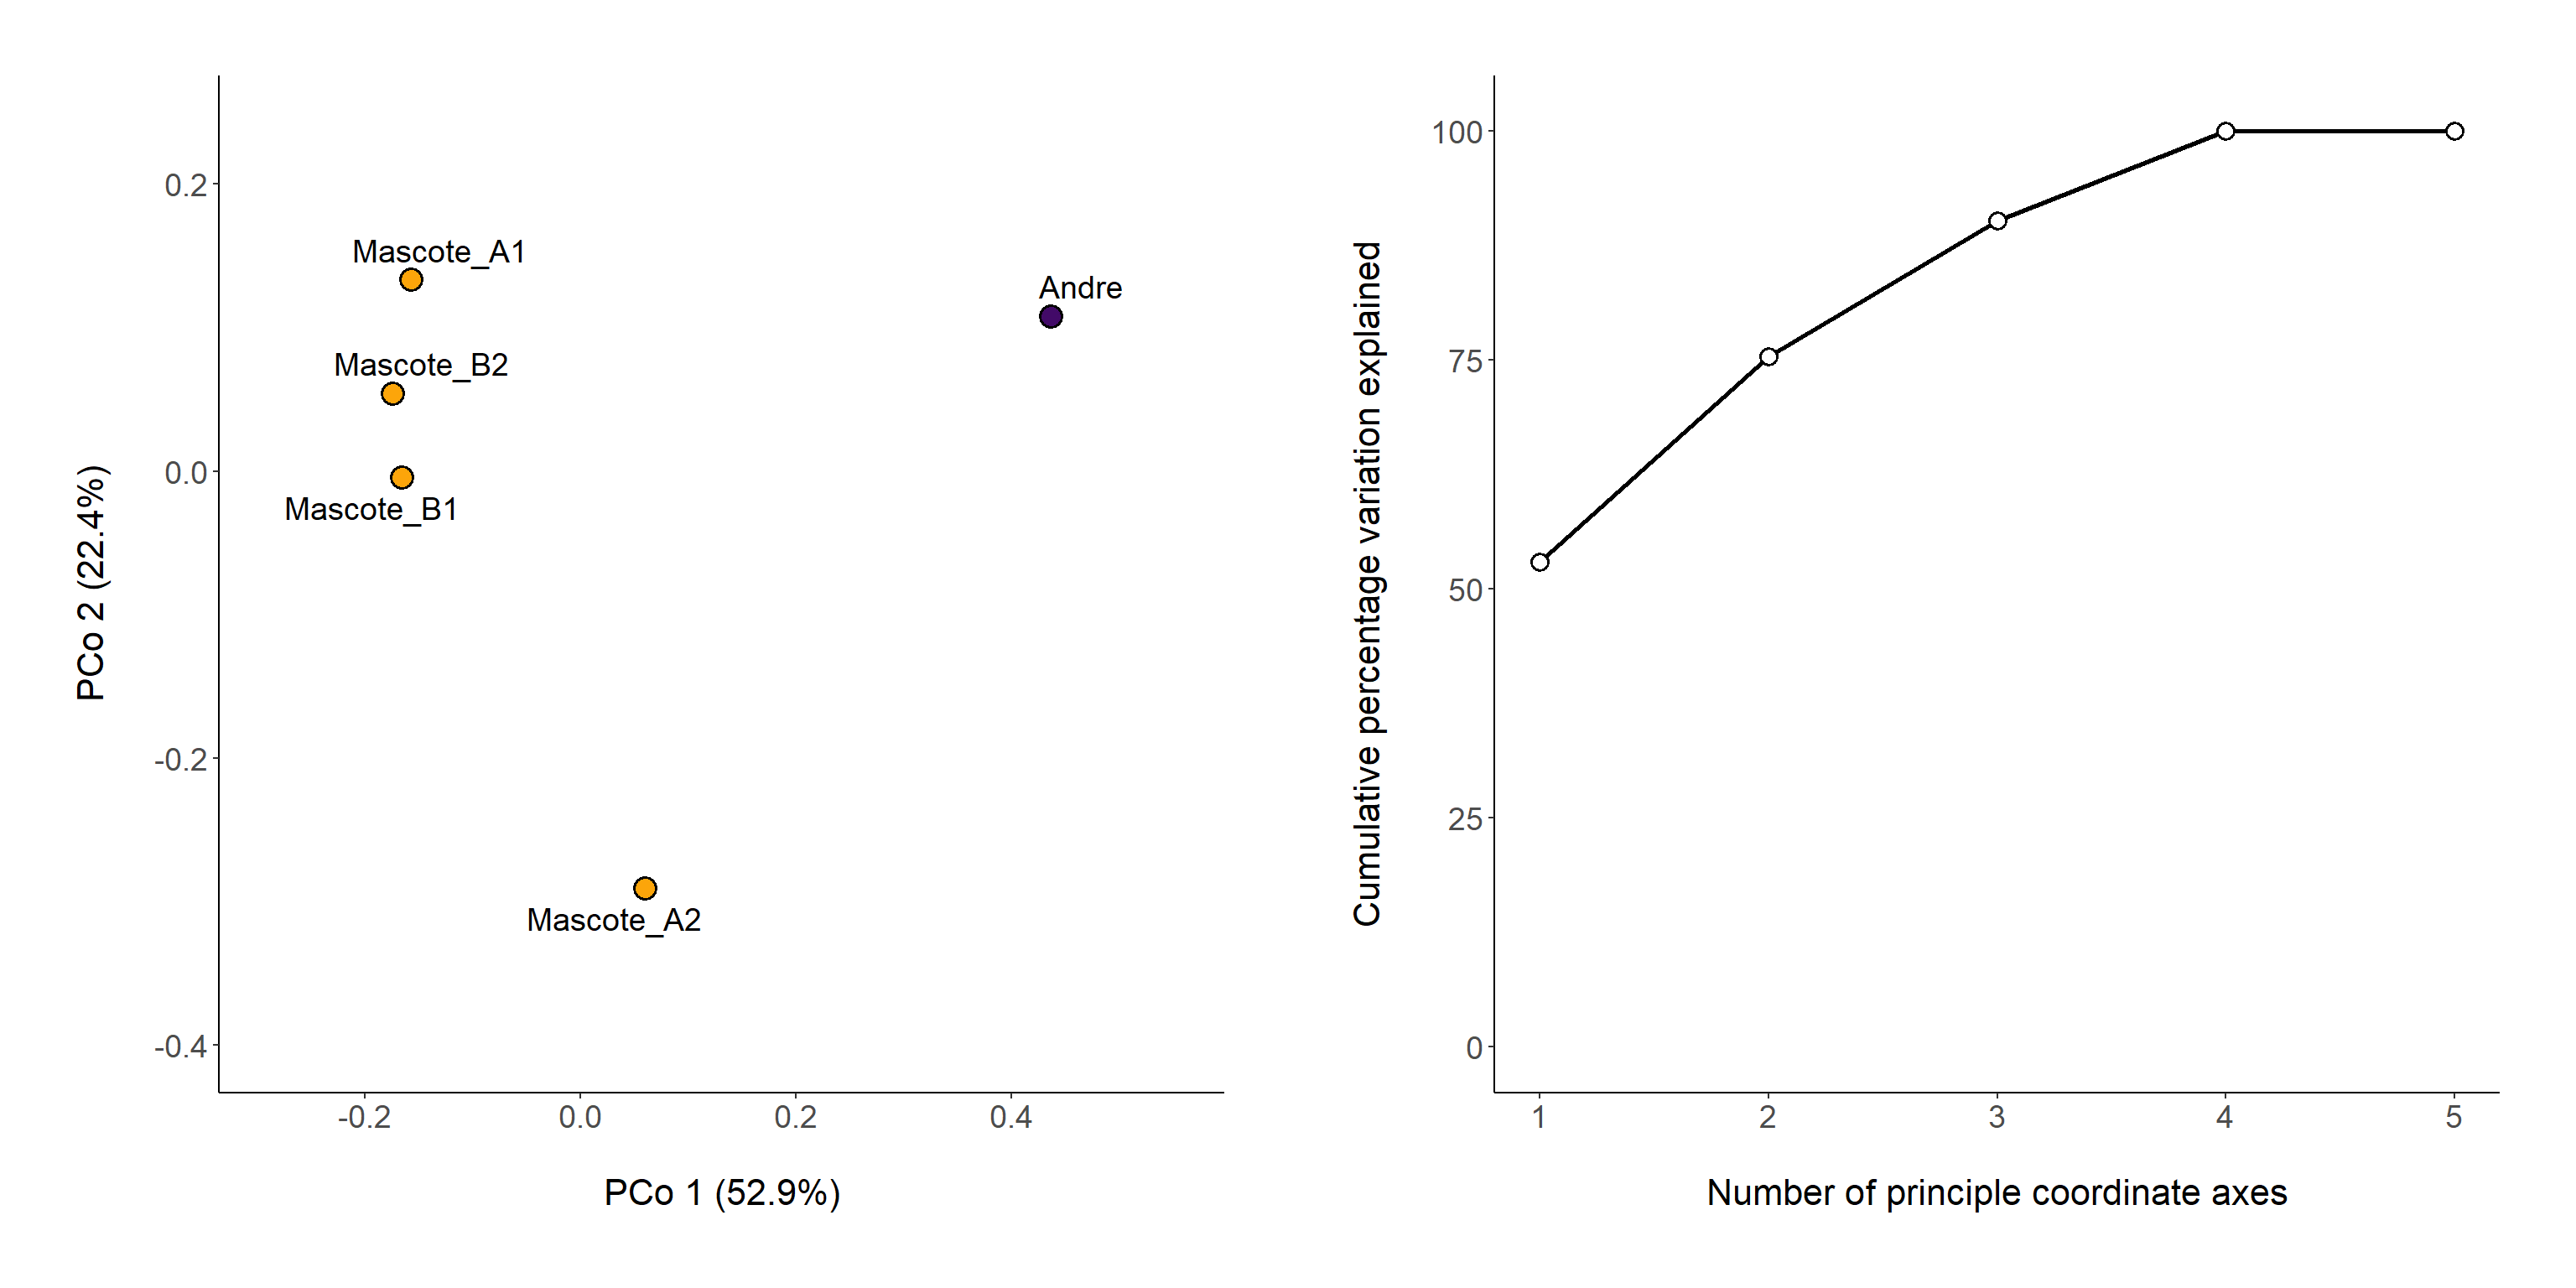 PCo 2 (22.4%)
0.2
0.0
-0.2
-0.4
Mascote_A1
Andre
Mascote_B2
Mascote_B1
Mascote_A2
-0.2 0.0 0.2 0.4
PCo 1 (52.9%)
Cumulative percentage variation explained
100
75
50
25
0
1 2 3 4 5
Number of principle coordinate axes